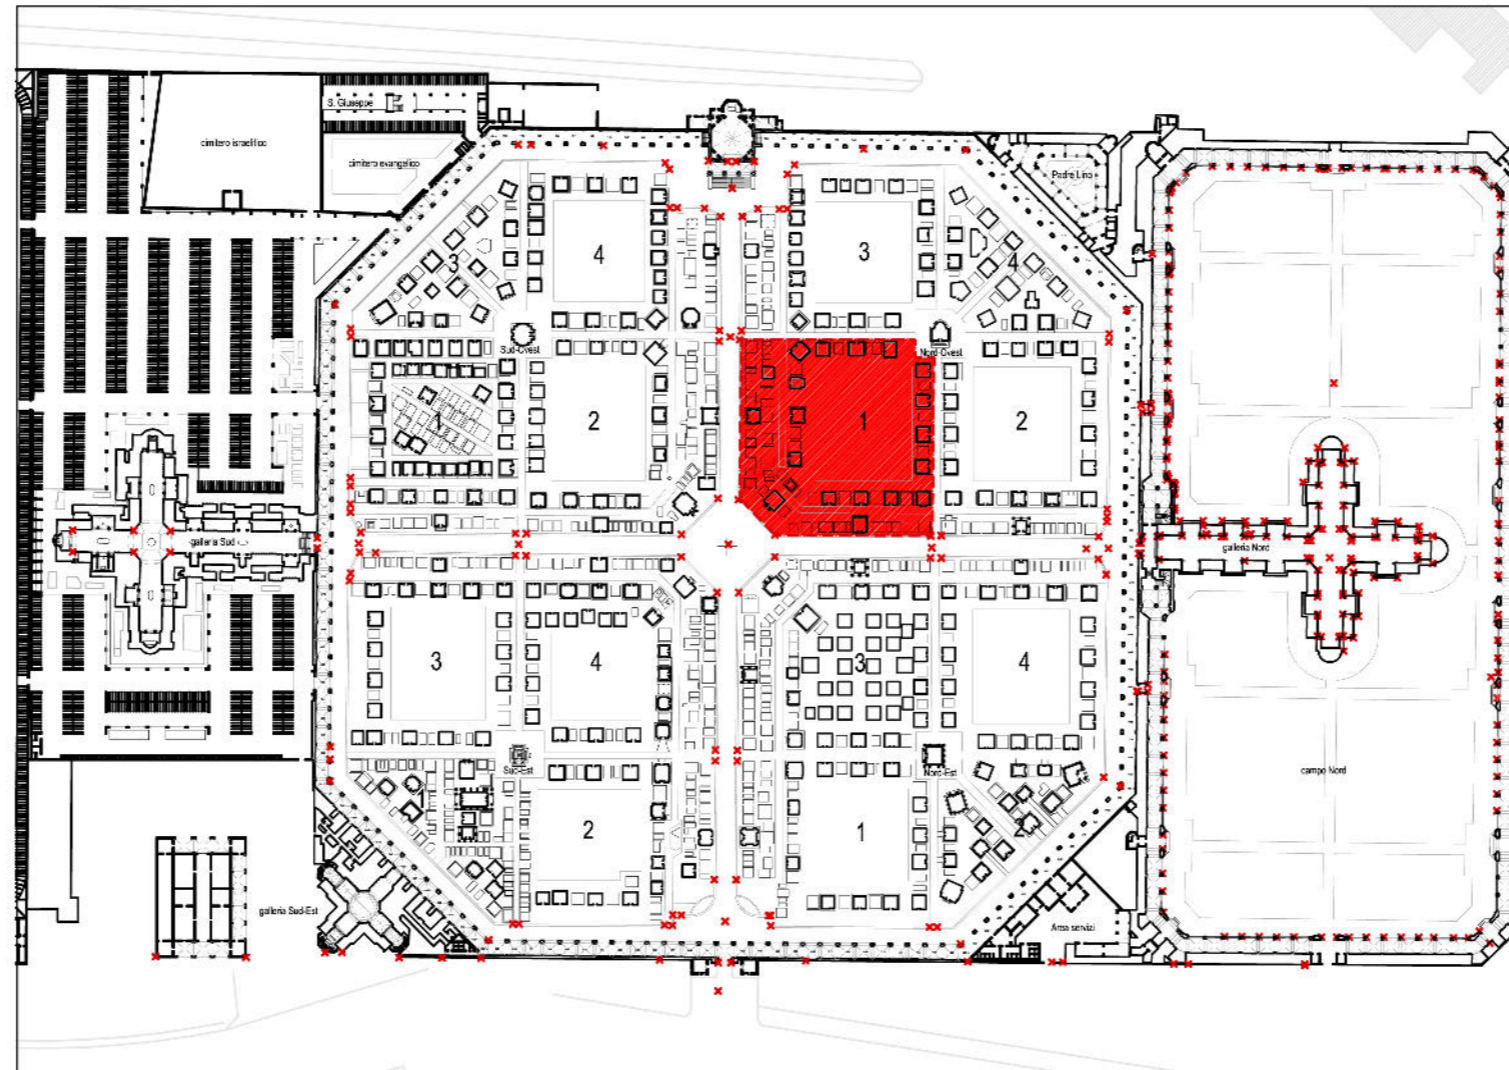 S. Giuseppe
cimitero israelitico
cimitero evangelico
Padre Lino
3
4
3
4
Sud-Ovest
Nord-Ovest
1
2
1
2
galleria Sud
galleria Nord
3
4
3
4
Sud-Est
Nord-Est
campo Nord
1
2
1
2
galleria Sud-Est
Area servizi